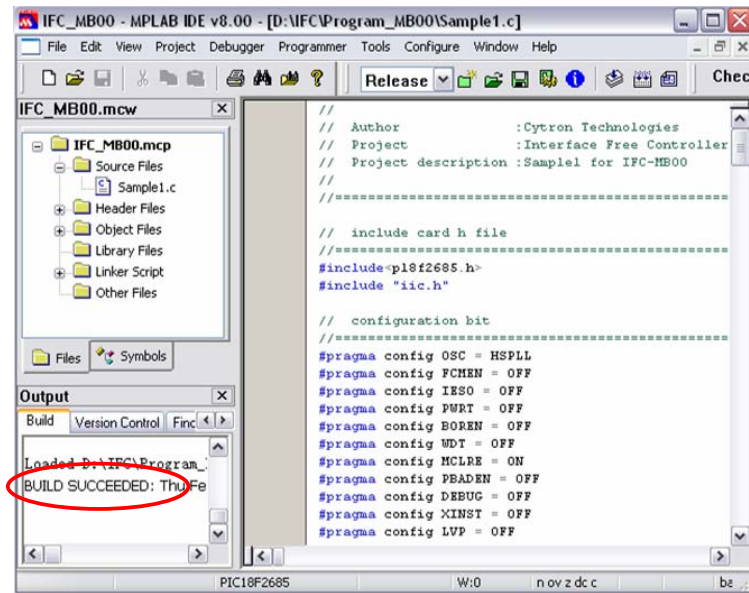 IFC_MB00 - MPLAB IDE v8.00 - [D:\IFC\Program_MB00\Sample1.c]
File Edit View Project Debugger Programmer Tools Configure Window Help
Release
Chec
IFC_MB00.mcw
IFC_MB00.mcp
Source Files
Sample1.c
Header Files
Object Files
Library Files
Linker Script
Other Files
Files Symbols
Output
Build Version Control Finc
Loaded D:\IFC\Program_
BUILD SUCCEEDED: Thu Fe
//
// Author :Cytron Technologies
// Project :Interface Free Controller
// Project description :Sample1 for IFC-MB00
//
//==========================================
// include card h file
//==========================================
#include<p18f2685.h>
#include "iic.h"
// configuration bit
//==========================================
#pragma config OSC = HSPLL
#pragma config FCMEN = OFF
#pragma config IESO = OFF
#pragma config PWRT = OFF
#pragma config BOREN = OFF
#pragma config WDT = OFF
#pragma config MCLRE = ON
#pragma config PBADEN = OFF
#pragma config DEBUG = OFF
#pragma config XINST = OFF
#pragma config LVP = OFF
PIC18F2685 W:0 n ov z dc c ba